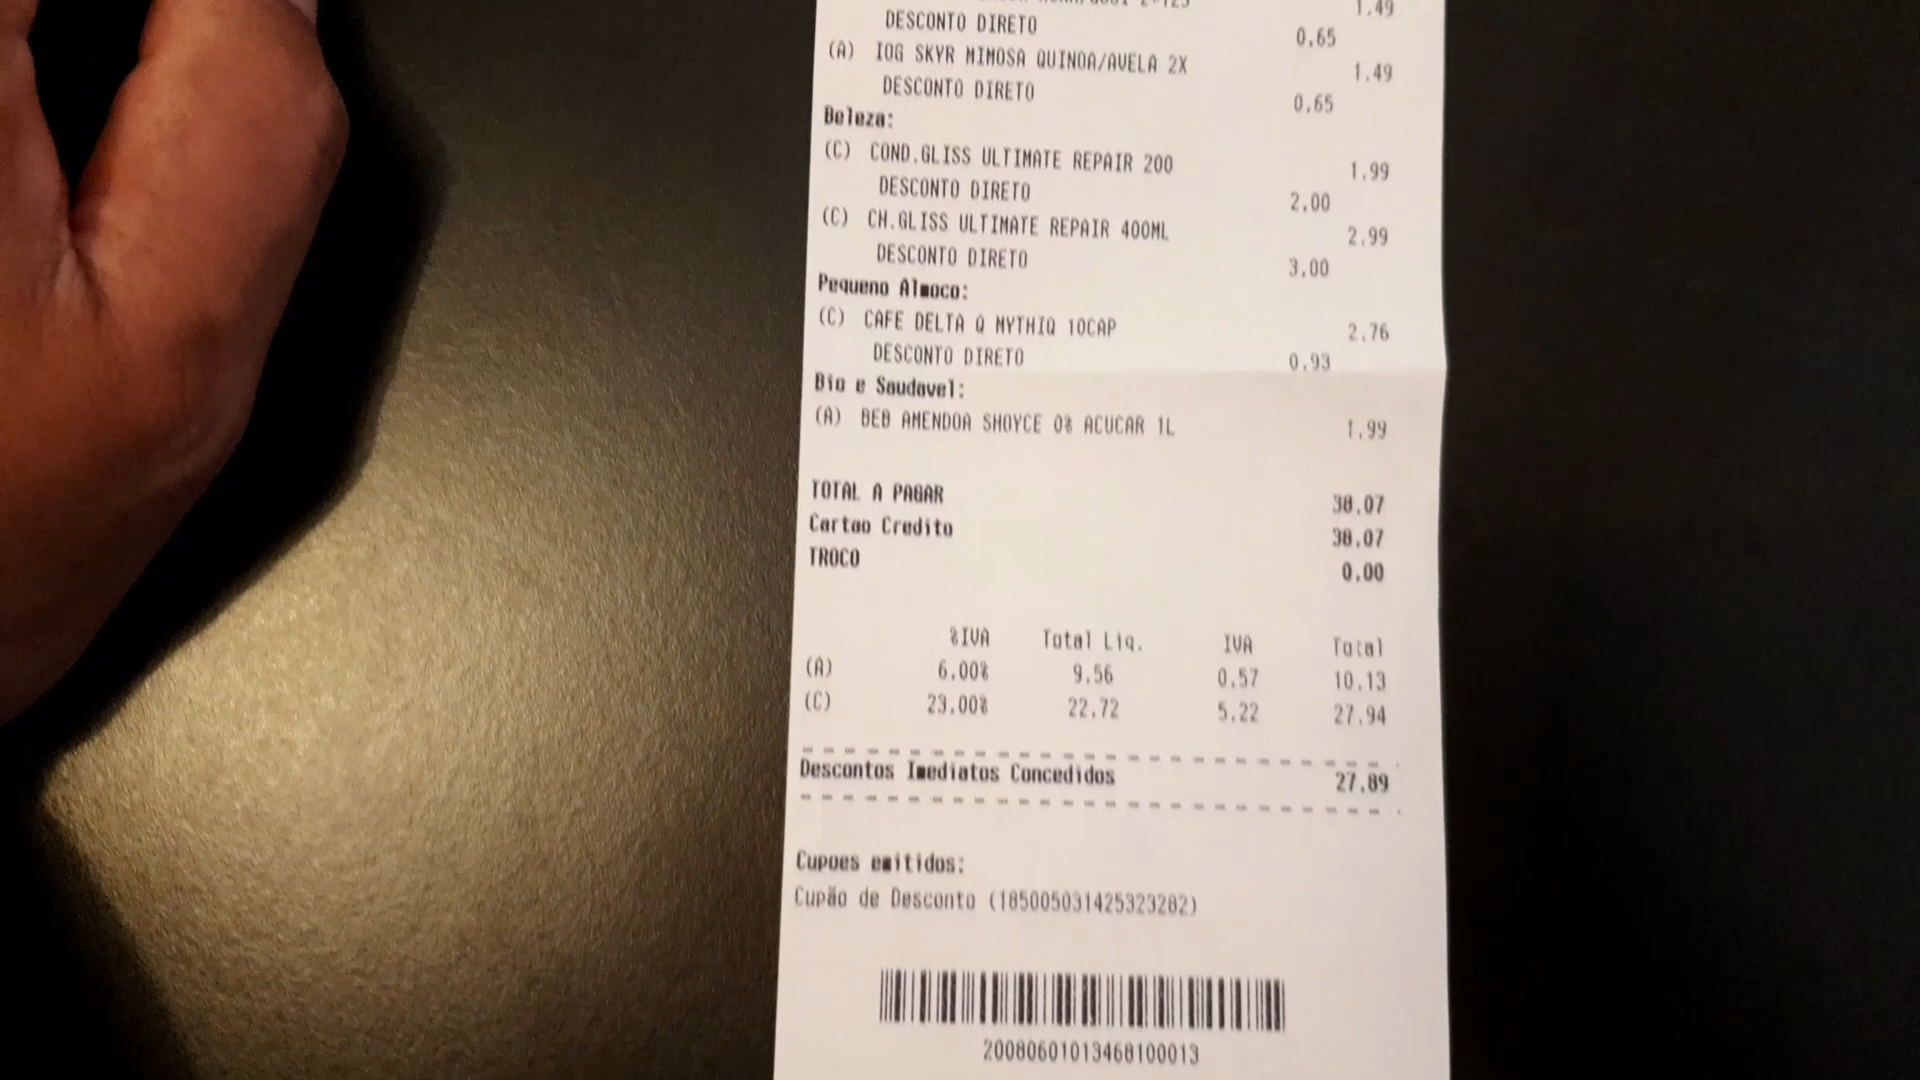 1.49
DESCONTO DIRETO 0.65
(A) IOG SKYR MIMOSA QUINOA/AVELA 2X 1.49
DESCONTO DIRETO 0.65
Beleza:
(C) COND.GLISS ULTIMATE REPAIR 200 1.99
DESCONTO DIRETO 2.00
(C) CH.GLISS ULTIMATE REPAIR 400ML 2.99
DESCONTO DIRETO 3.00
Pequeno Almoco:
(C) CAFE DELTA Q MYTHIQ 10CAP 2.76
DESCONTO DIRETO 0.93
Bio e Saudavel:
(A) BEB AMENDOA SHOYCE 0% ACUCAR 1L 1.99
TOTAL A PAGAR 38.07
Cartao Credito 38.07
TROCO 0.00
%IVA Total Liq. IVA Total
(A) 6.00% 9.56 0.57 10.13
(C) 23.00% 22.72 5.22 27.94
Descontos Imediatos Concedidos 27.89
Cupoes emitidos:
Cupão de Desconto (185005031425323282)
20080601013468100013